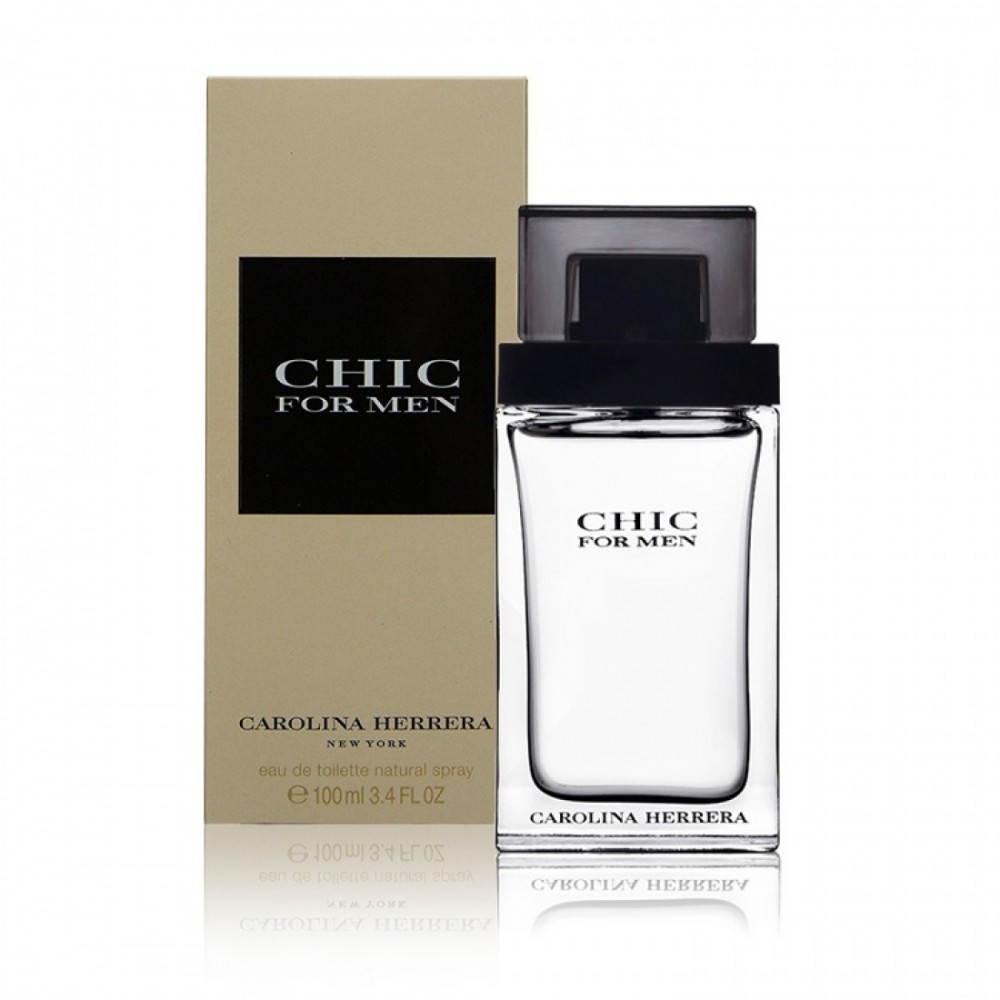 CHIC
FOR MEN
CAROLINA HERRERA
NEW YORK
eau de toilette natural spray
℮ 100 ml 3.4 FL OZ
CHIC
FOR MEN
CAROLINA HERRERA